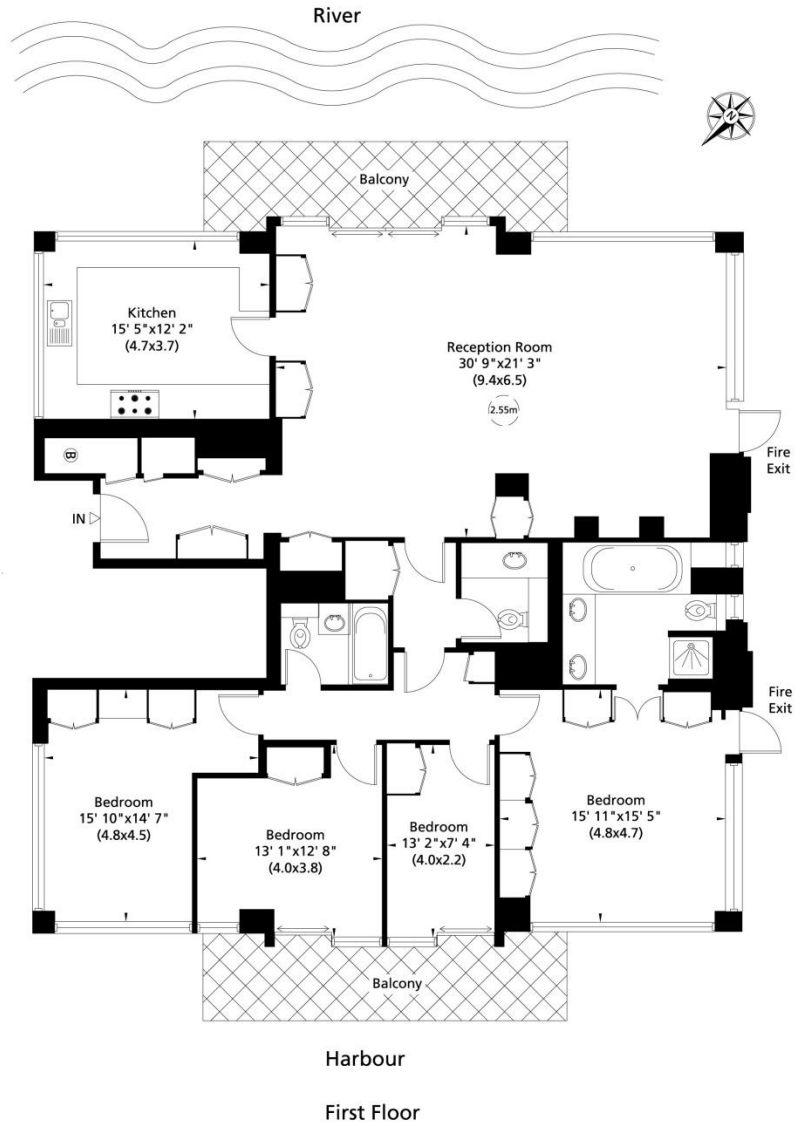 River
N
Balcony
Kitchen
15' 5"x12' 2"
(4.7x3.7)
Reception Room
30' 9"x21' 3"
(9.4x6.5)
2.55m
Fire
Exit
B
IN
Fire
Exit
Bedroom
15' 10"x14' 7"
(4.8x4.5)
Bedroom
13' 1"x12' 8"
(4.0x3.8)
Bedroom
13' 2"x7' 4"
(4.0x2.2)
Bedroom
15' 11"x15' 5"
(4.8x4.7)
Balcony
Harbour
First Floor